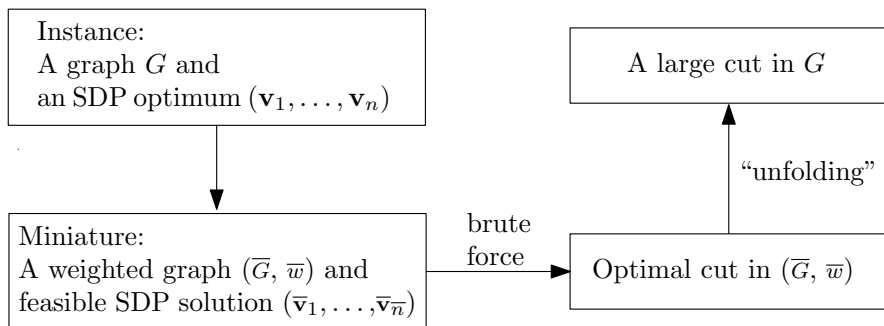 Instance:
A graph G and
an SDP optimum (v₁, . . . , vₙ)
A large cut in G
“unfolding”
Miniature:
A weighted graph (G̅, w̅) and
feasible SDP solution (v̅₁, . . . ,v̅_n̅)
brute
force
Optimal cut in (G̅, w̅)